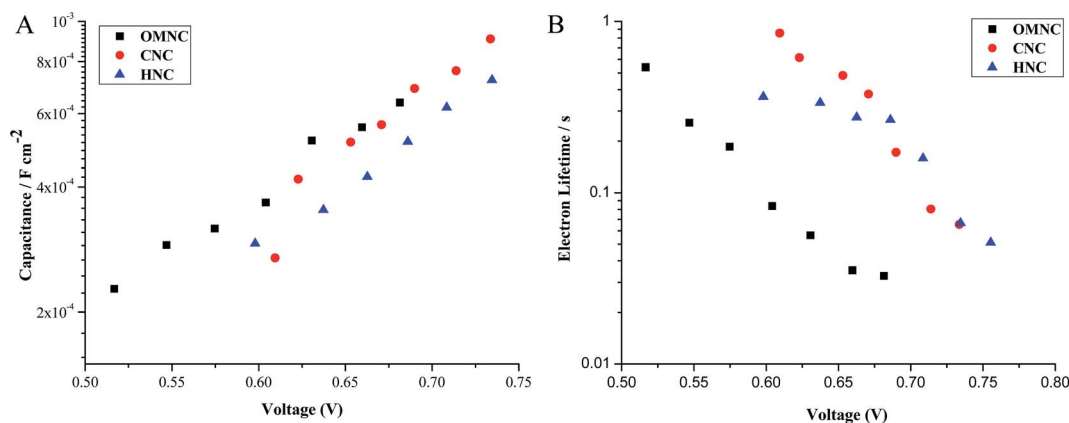 A
OMNC
CNC
HNC
10⁻³
8x10⁻⁴
6x10⁻⁴
4x10⁻⁴
2x10⁻⁴
Capacitance / F cm⁻²
0.50 0.55 0.60 0.65 0.70 0.75
Voltage (V)
B
OMNC
CNC
HNC
1
0.1
0.01
Electron Lifetime / s
0.50 0.55 0.60 0.65 0.70 0.75 0.80
Voltage (V)